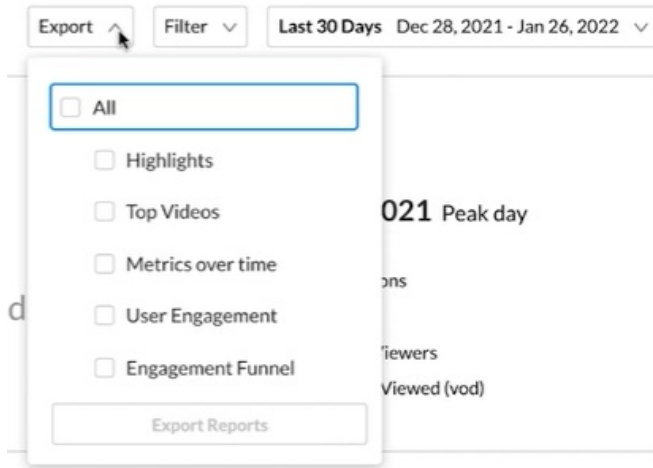 Export Filter Last 30 Days Dec 28, 2021 - Jan 26, 2022
All
Highlights
Top Videos
021 Peak day
Metrics over time
User Engagement
Engagement Funnel
Viewed (vod)
Export Reports